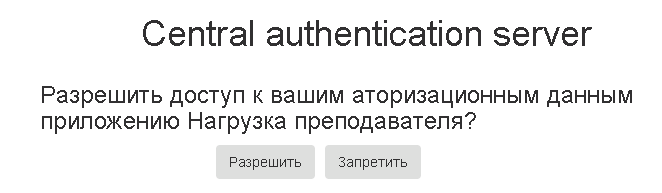 Central authentication server
Разрешить доступ к вашим аторизационным данным
приложению Нагрузка преподавателя?
Разрешить Запретить